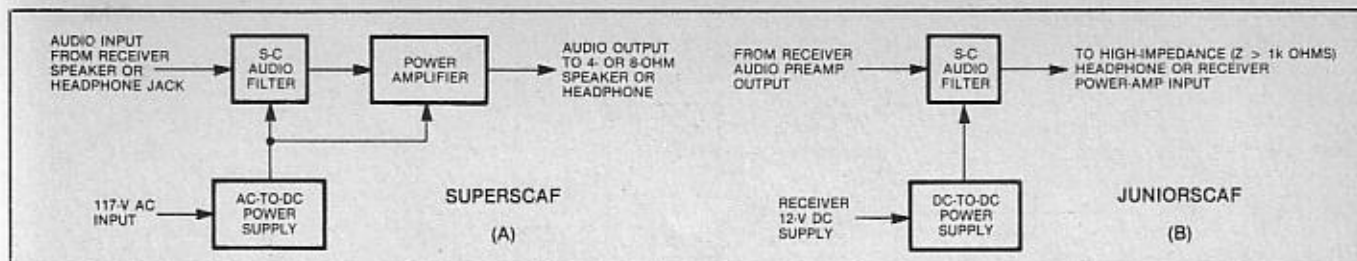 AUDIO INPUT
FROM RECEIVER
SPEAKER OR
HEADPHONE JACK
S-C
AUDIO
FILTER
POWER
AMPLIFIER
AUDIO OUTPUT
TO 4- OR 8-OHM
SPEAKER OR
HEADPHONE
117-V AC
INPUT
AC-TO-DC
POWER
SUPPLY
SUPERSCAF
(A)
FROM RECEIVER
AUDIO PREAMP
OUTPUT
S-C
AUDIO
FILTER
TO HIGH-IMPEDANCE (Z > 1k OHMS)
HEADPHONE OR RECEIVER
POWER-AMP INPUT
RECEIVER
12-V DC
SUPPLY
DC-TO-DC
POWER
SUPPLY
JUNIORSCAF
(B)